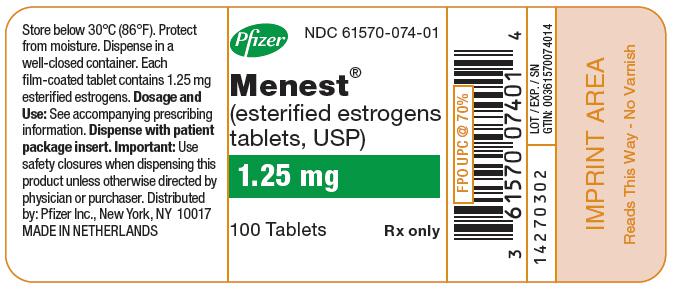 Store below 30°C (86°F). Protect
from moisture. Dispense in a
well-closed container. Each
film-coated tablet contains 1.25 mg
esterified estrogens. Dosage and
Use: See accompanying prescribing
information. Dispense with patient
package insert. Important: Use
safety closures when dispensing this
product unless otherwise directed by
physician or purchaser. Distributed
by: Pfizer Inc., New York, NY 10017
MADE IN NETHERLANDS
Pfizer
NDC 61570-074-01
Menest®
(esterified estrogens
tablets, USP)
1.25 mg
100 Tablets
Rx only
FPO UPC @ 70%
3 61570 07401 4
LOT / EXP. / SN
GTIN: 00361570074014
14270302
IMPRINT AREA
Reads This Way - No Varnish